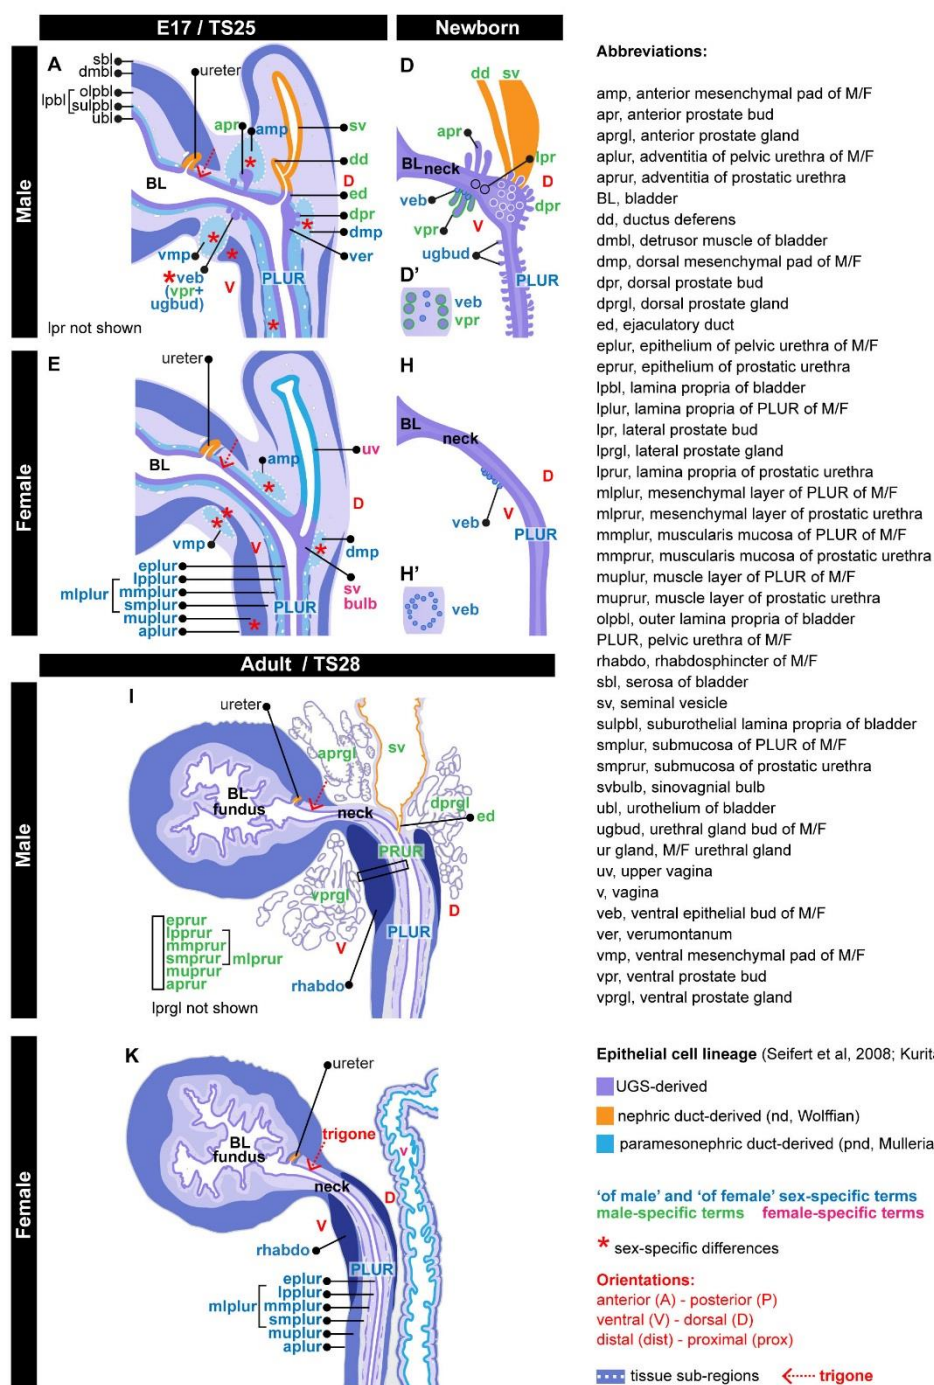 E17 / TS25
Newborn
Male
A
sbl
dmbl
olpbl
lpbl
sulpbl
ubl
ureter
apr
amp
sv
dd
D
ed
dpr
dmp
ver
BL
vmp
*veb
(vpr+
ugbud)
V
PLUR
lpr not shown
D
dd
sv
apr
lpr
BL
neck
veb
D
dpr
vpr
V
ugbud
PLUR
D'
veb
vpr
Female
E
ureter
BL
amp
uv
D
vmp
V
dmp
eplur
lpplur
mlplur
mmplur
smplur
muplur
aplur
PLUR
sv
bulb
H
BL
neck
D
veb
V
PLUR
H'
veb
Adult / TS28
Male
I
ureter
aprgl
sv
BL
fundus
neck
dprgl
ed
PRUR
vprgl
V
D
PLUR
rhabdo
eprur
lpprur
mmprur
smprur
mlprur
muprur
aprur
lprgl not shown
Female
K
ureter
trigone
BL
fundus
neck
v
D
V
rhabdo
PLUR
eplur
lpplur
mlplur
mmplur
smplur
muplur
aplur
Abbreviations:
amp, anterior mesenchymal pad of M/F
apr, anterior prostate bud
aprgl, anterior prostate gland
aplur, adventitia of pelvic urethra of M/F
aprur, adventitia of prostatic urethra
BL, bladder
dd, ductus deferens
dmbl, detrusor muscle of bladder
dmp, dorsal mesenchymal pad of M/F
dpr, dorsal prostate bud
dprgl, dorsal prostate gland
ed, ejaculatory duct
eplur, epithelium of pelvic urethra of M/F
eprur, epithelium of prostatic urethra
lpbl, lamina propria of bladder
lplur, lamina propria of PLUR of M/F
lpr, lateral prostate bud
lprgl, lateral prostate gland
lprur, lamina propria of prostatic urethra
mlplur, mesenchymal layer of PLUR of M/F
mlprur, mesenchymal layer of prostatic urethra
mmplur, muscularis mucosa of PLUR of M/F
mmprur, muscularis mucosa of prostatic urethra
muplur, muscle layer of PLUR of M/F
muprur, muscle layer of prostatic urethra
olpbl, outer lamina propria of bladder
PLUR, pelvic urethra of M/F
rhabdo, rhabdosphincter of M/F
sbl, serosa of bladder
sv, seminal vesicle
sulpbl, suburothelial lamina propria of bladder
smplur, submucosa of PLUR of M/F
smprur, submucosa of prostatic urethra
svbulb, sinovagnial bulb
ubl, urothelium of bladder
ugbud, urethral gland bud of M/F
ur gland, M/F urethral gland
uv, upper vagina
v, vagina
veb, ventral epithelial bud of M/F
ver, verumontanum
vmp, ventral mesenchymal pad of M/F
vpr, ventral prostate bud
vprgl, ventral prostate gland
Epithelial cell lineage (Seifert et al, 2008; Kurita
UGS-derived
nephric duct-derived (nd, Wolffian)
paramesonephric duct-derived (pnd, Mulleria
'of male' and 'of female' sex-specific terms
male-specific terms female-specific terms
* sex-specific differences
Orientations:
anterior (A) - posterior (P)
ventral (V) - dorsal (D)
distal (dist) - proximal (prox)
tissue sub-regions
trigone